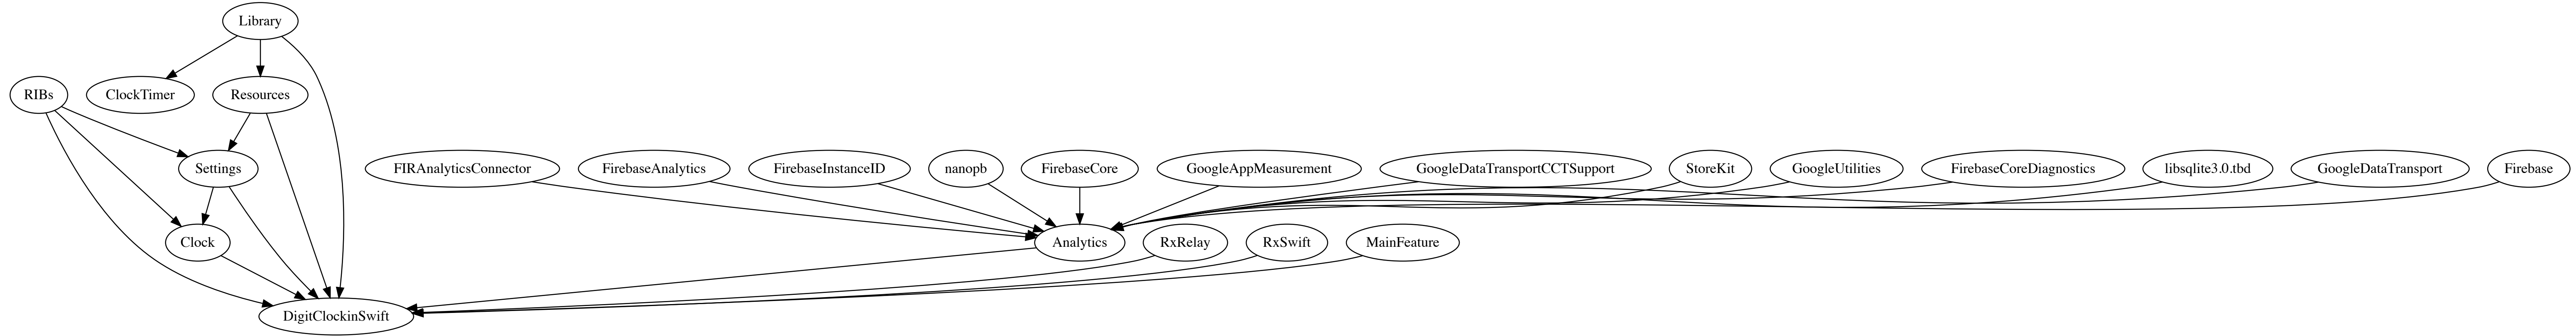 Library
RIBs
ClockTimer
Resources
Settings
FIRAnalyticsConnector
FirebaseAnalytics
FirebaseInstanceID
nanopb
FirebaseCore
GoogleAppMeasurement
GoogleDataTransportCCTSupport
StoreKit
GoogleUtilities
FirebaseCoreDiagnostics
libsqlite3.0.tbd
GoogleDataTransport
Firebase
Clock
Analytics
RxRelay
RxSwift
MainFeature
DigitClockinSwift